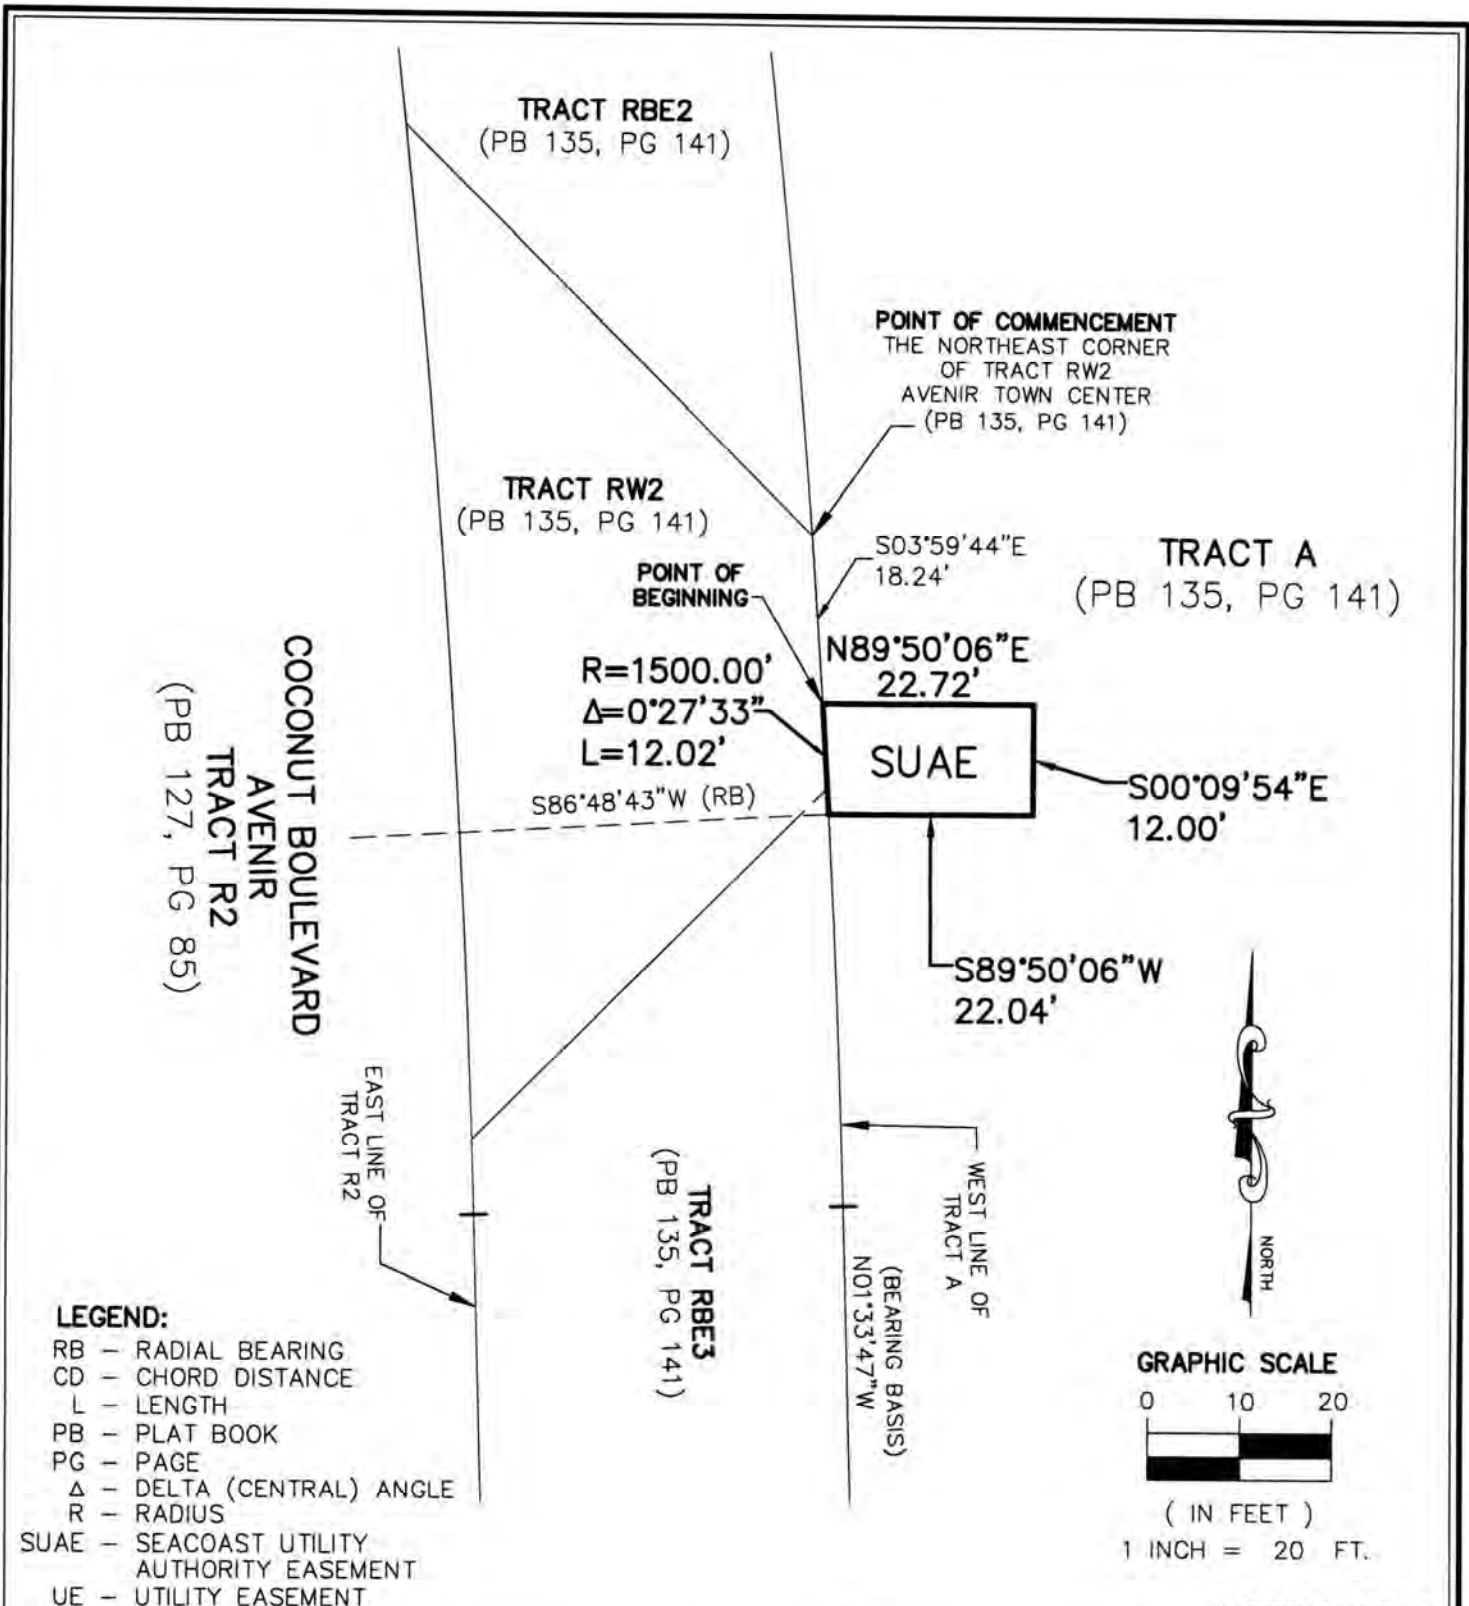 TRACT RBE2
(PB 135, PG 141)
POINT OF COMMENCEMENT
THE NORTHEAST CORNER
OF TRACT RW2
AVENIR TOWN CENTER
(PB 135, PG 141)
TRACT RW2
(PB 135, PG 141)
S03°59'44"E
18.24'
TRACT A
(PB 135, PG 141)
POINT OF
BEGINNING
R=1500.00'
Δ=0°27'33"
L=12.02'
N89°50'06"E
22.72'
SUAE
S86°48'43"W (RB)
S00°09'54"E
12.00'
S89°50'06"W
22.04'
COCONUT BOULEVARD
AVENIR
TRACT R2
(PB 127, PG 85)
EAST LINE OF
TRACT R2
TRACT RBE3
(PB 135, PG 141)
WEST LINE OF
TRACT A
(BEARING BASIS)
N01°33'47"W
NORTH
LEGEND:
RB – RADIAL BEARING
CD – CHORD DISTANCE
L – LENGTH
PB – PLAT BOOK
PG – PAGE
Δ – DELTA (CENTRAL) ANGLE
R – RADIUS
SUAE – SEACOAST UTILITY
AUTHORITY EASEMENT
UE – UTILITY EASEMENT
GRAPHIC SCALE
0 10 20
( IN FEET )
1 INCH = 20 FT.